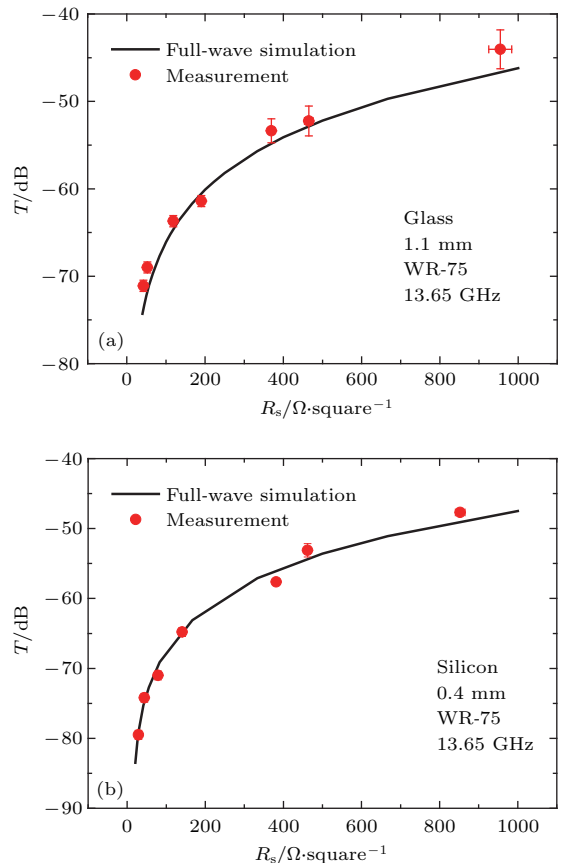 −40
Full-wave simulation
Measurement
−50
−60
T/dB
Glass
1.1 mm
−70
WR-75
13.65 GHz
(a)
−80
0 200 400 600 800 1000
Rs/Ω·square⁻¹
−40
Full-wave simulation
Measurement
−50
−60
T/dB
−70
Silicon
0.4 mm
WR-75
−80
13.65 GHz
(b)
−90
0 200 400 600 800 1000
Rs/Ω·square⁻¹